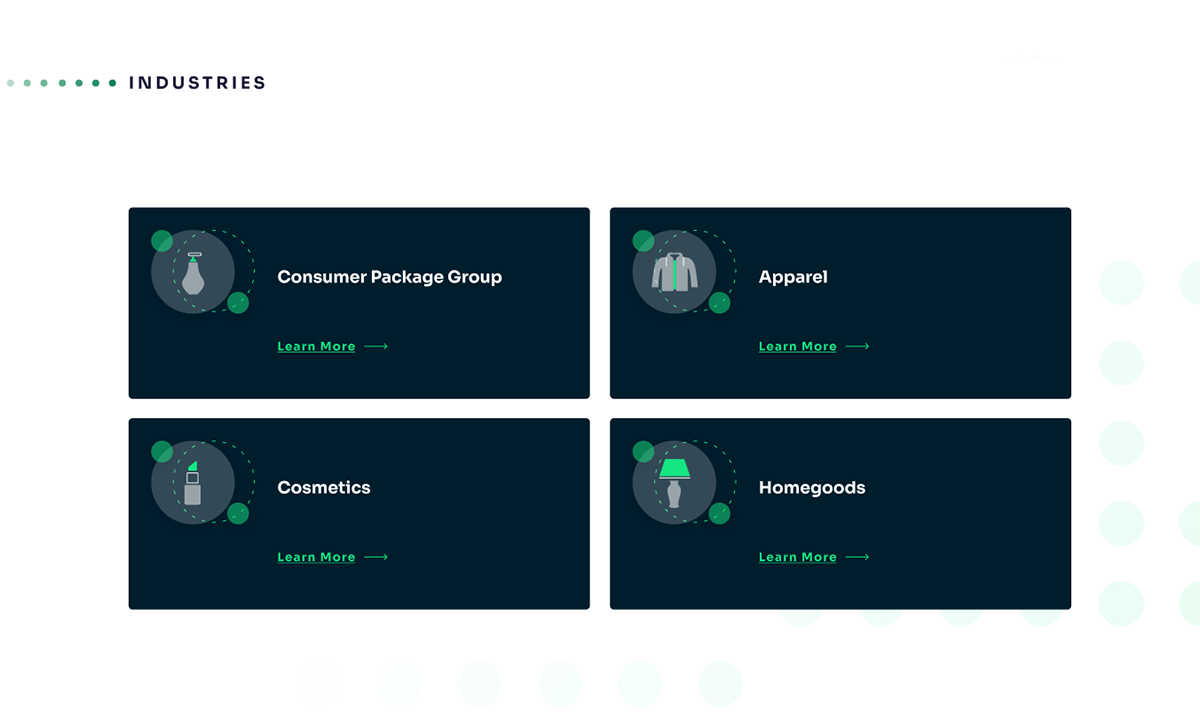 INDUSTRIES
Consumer Package Group
Learn More
Apparel
Learn More
Cosmetics
Learn More
Homegoods
Learn More